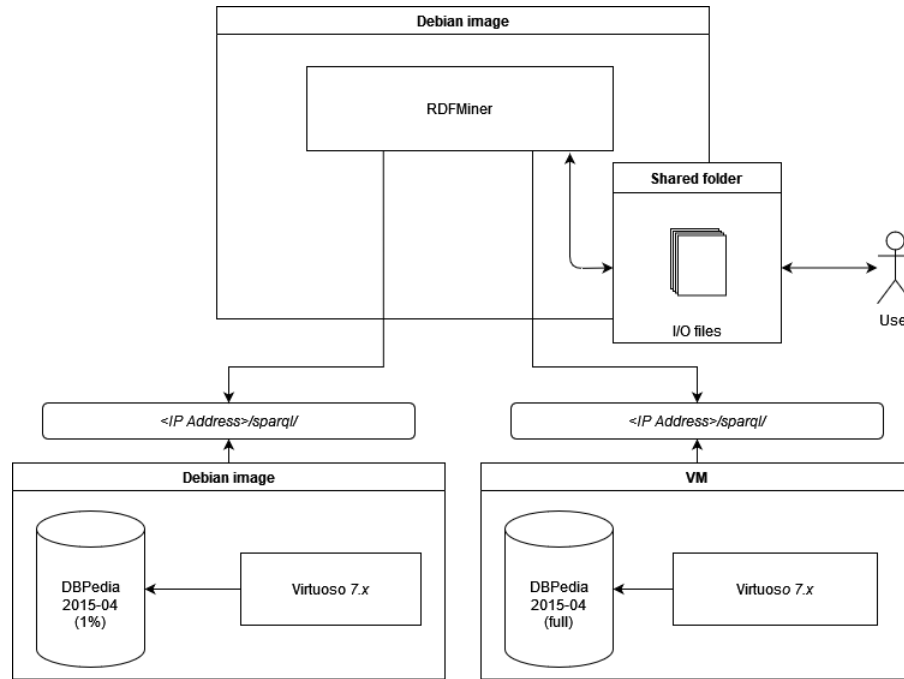 Debian image
RDFMiner
Shared folder
I/O files
Use
<IP Address>/sparql/
<IP Address>/sparql/
Debian image
VM
DBPedia
2015-04
(1%)
Virtuoso 7.x
DBPedia
2015-04
(full)
Virtuoso 7.x